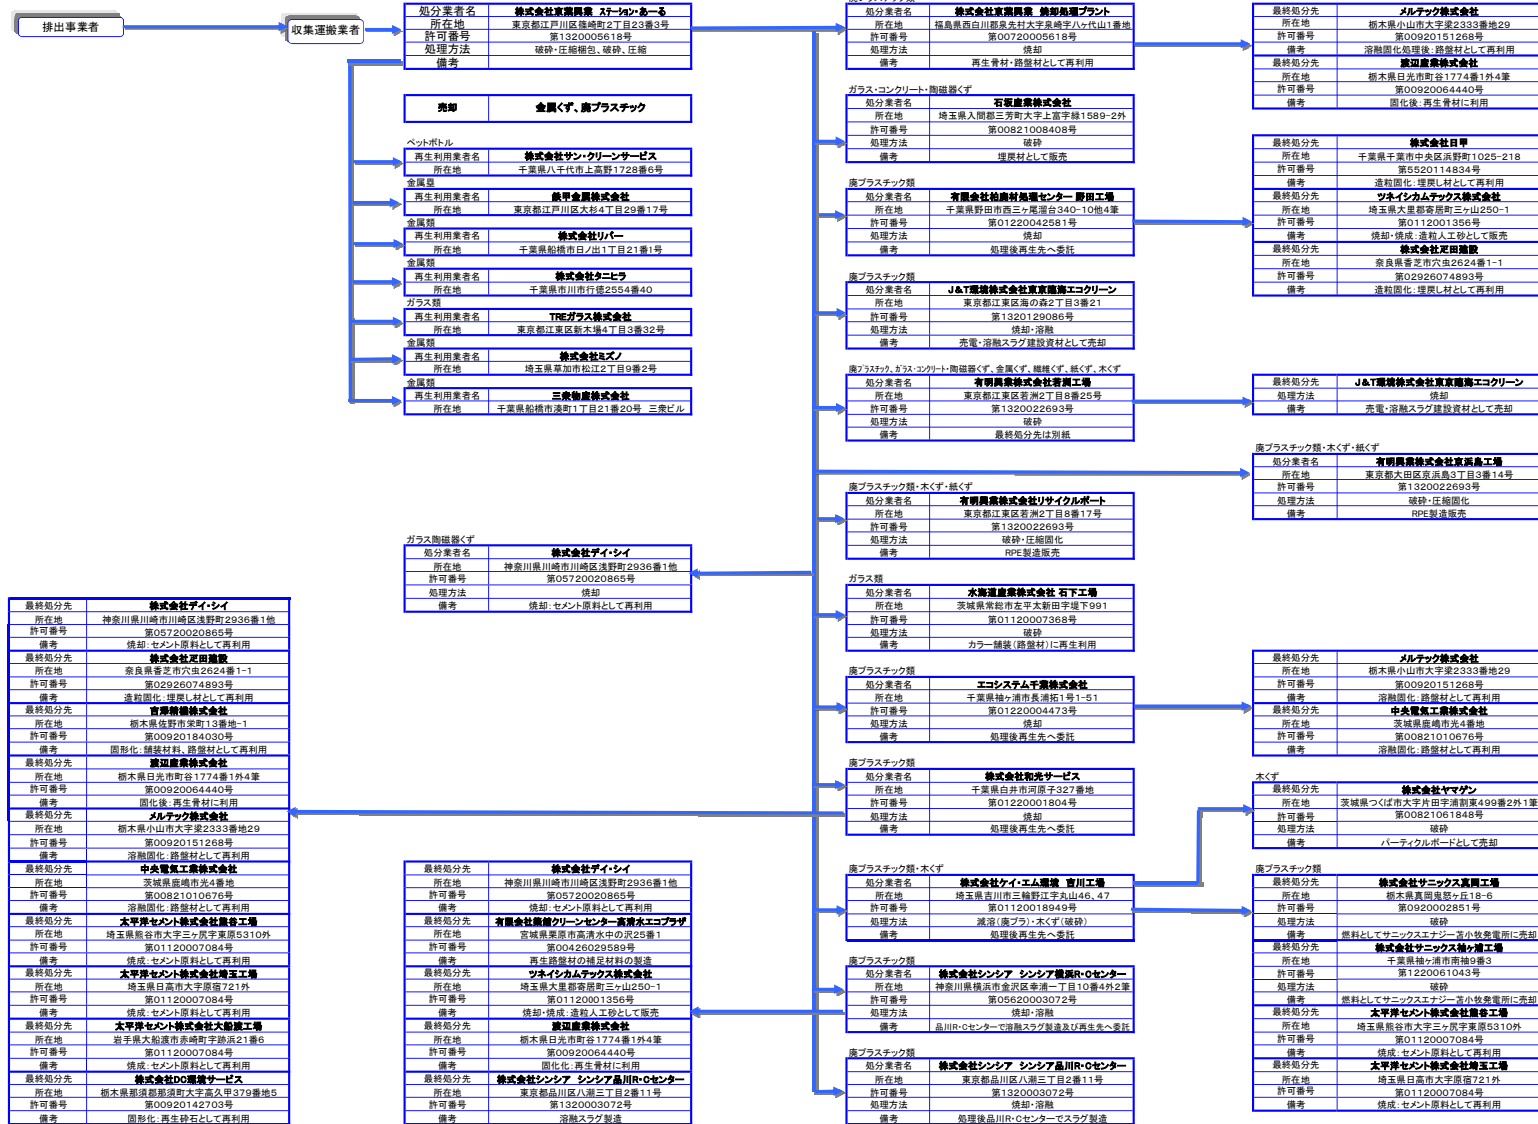 排出事業者
収集運搬業者
処分業者名 株式会社京葉興業 ステーション・あーる
所在地 東京都江戸川区篠崎町2丁目23番3号
許可番号 第1320005618号
処理方法 破砕・圧縮梱包、破砕、圧縮
備考
売却 金属くず、廃プラスチック
ペットボトル
再生利用業者名 株式会社サン・クリーンサービス
所在地 千葉県八千代市上高野1728番6号
金属類
再生利用業者名 鉄甲金属株式会社
所在地 東京都江戸川区大杉4丁目29番17号
金属類
再生利用業者名 株式会社リバー
所在地 千葉県船橋市日ノ出1丁目21番1号
金属類
再生利用業者名 株式会社タニヒラ
所在地 千葉県市川市行徳2554番40
ガラス類
再生利用業者名 TREガラス株式会社
所在地 東京都江東区新木場4丁目3番32号
金属類
再生利用業者名 株式会社ミズノ
所在地 埼玉県草加市松江2丁目9番2号
金属類
再生利用業者名 三衆物産株式会社
所在地 千葉県船橋市湊町1丁目21番20号 三衆ビル
ガラス陶磁器くず
処分業者名 株式会社デイ・シイ
所在地 神奈川県川崎市川崎区浅野町2936番1他
許可番号 第05720020865号
処理方法 焼却
備考 焼却:セメント原料として再利用
処分業者名 株式会社京葉興業 焼却処理プラント
所在地 福島県西白川郡泉先村大字泉崎字八ヶ代山1番地
許可番号 第00720005618号
処理方法 焼却
備考 再生骨材・路盤材として再利用
ガラス・コンクリート・陶磁器くず
処分業者名 石坂産業株式会社
所在地 埼玉県入間郡三芳町大字上富字緑1589-2外
許可番号 第00821008408号
処理方法 破砕
備考 埋戻材として販売
廃プラスチック類
処分業者名 有限会社柏廃材処理センター 野田工場
所在地 千葉県野田市西三ヶ尾溜台340-10他4筆
許可番号 第01220042581号
処理方法 焼却
備考 処理後再生先へ委託
廃プラスチック類
処分業者名 J&T環境株式会社東京臨海エコクリーン
所在地 東京都江東区海の森2丁目3番21
許可番号 第1320129086号
処理方法 焼却・溶融
備考 売電・溶融スラグ建設資材として売却
廃プラスチック、ガラス・コンクリート・陶磁器くず、金属くず、繊維くず、紙くず、木くず
処分業者名 有明興業株式会社若洲工場
所在地 東京都江東区若洲2丁目8番25号
許可番号 第1320022693号
処理方法 破砕
備考 最終処分先は別紙
廃プラスチック類・木くず・紙くず
処分業者名 有明興業株式会社リサイクルポート
所在地 東京都江東区若洲2丁目8番17号
許可番号 第1320022693号
処理方法 破砕・圧縮固化
備考 RPE製造販売
ガラス類
処分業者名 水海道産業株式会社 石下工場
所在地 茨城県常総市左平太新田字堤下991
許可番号 第01120007368号
処理方法 破砕
備考 カラー舗装(路盤材)に再生利用
廃プラスチック類
処分業者名 エコシステム千葉株式会社
所在地 千葉県袖ヶ浦市長浦拓1号1-51
許可番号 第01220004473号
処理方法 焼却
備考 処理後再生先へ委託
廃プラスチック類
処分業者名 株式会社和光サービス
所在地 千葉県白井市河原子327番地
許可番号 第01220001804号
処理方法 焼却
備考 処理後再生先へ委託
廃プラスチック類・木くず
処分業者名 株式会社ケイ・エム環境 吉川工場
所在地 埼玉県吉川市三輪野江字丸山46、47
許可番号 第01120018949号
処理方法 減溶(廃プラ)・木くず(破砕)
備考 処理後再生先へ委託
廃プラスチック類
処分業者名 株式会社シンシア シンシア横浜R・Cセンター
所在地 神奈川県横浜市金沢区幸浦一丁目10番4外2筆
許可番号 第05620003072号
処理方法 焼却・溶融
備考 品川R・Cセンターで溶融スラグ製造及び再生先へ委託
廃プラスチック類
処分業者名 株式会社シンシア シンシア品川R・Cセンター
所在地 東京都品川区八潮三丁目2番11号
許可番号 第1320003072号
処理方法 焼却・溶融
備考 処理後品川R・Cセンターでスラグ製造
最終処分先 メルテック株式会社
所在地 栃木県小山市大字梁2333番地29
許可番号 第00920151268号
備考 溶融固化処理後:路盤材として再利用
最終処分先 渡辺産業株式会社
所在地 栃木県日光市町谷1774番1外4筆
許可番号 第00920064440号
備考 固化後:再生骨材に利用
最終処分先 株式会社日甲
所在地 千葉県千葉市中央区浜野町1025-218
許可番号 第5520114834号
備考 造粒固化:埋戻し材として再利用
最終処分先 ツネイシカムテックス株式会社
所在地 埼玉県大里郡寄居町三ヶ山250-1
許可番号 第0112001356号
備考 焼却・焼成:造粒人工砂として販売
最終処分先 株式会社疋田建設
所在地 奈良県香芝市穴虫2624番1-1
許可番号 第02926074893号
備考 造粒固化:埋戻し材として再利用
最終処分先 J&T環境株式会社東京臨海エコクリーン
処理方法 焼却
備考 売電・溶融スラグ建設資材として売却
廃プラスチック類・木くず・紙くず
処分業者名 有明興業株式会社京浜島工場
所在地 東京都大田区京浜島3丁目3番14号
許可番号 第1320022693号
処理方法 破砕・圧縮固化
備考 RPE製造販売
最終処分先 メルテック株式会社
所在地 栃木県小山市大字梁2333番地29
許可番号 第00920151268号
備考 溶融固化:路盤材として再利用
最終処分先 中央電気工業株式会社
所在地 茨城県鹿嶋市光4番地
許可番号 第00821010676号
備考 溶融固化:路盤材として再利用
木くず
最終処分先 株式会社ヤマゲン
所在地 茨城県つくば市大字片田字浦割東499番2外1筆
許可番号 第00821061848号
処理方法 破砕
備考 パーティクルボードとして売却
廃プラスチック類
最終処分先 株式会社サニックス真岡工場
所在地 栃木県真岡鬼怒ヶ丘18-6
許可番号 第0920002851号
処理方法 破砕
備考 燃料としてサニックスエナジー苫小牧発電所に売却
最終処分先 株式会社サニックス袖ヶ浦工場
所在地 千葉県袖ヶ浦市南袖9番3
許可番号 第1220061043号
処理方法 破砕
備考 燃料としてサニックスエナジー苫小牧発電所に売却
最終処分先 太平洋セメント株式会社熊谷工場
所在地 埼玉県熊谷市大字三ヶ尻字東原5310外
許可番号 第01120007084号
備考 焼成:セメント原料として再利用
最終処分先 太平洋セメント株式会社埼玉工場
所在地 埼玉県日高市大字原宿721外
許可番号 第01120007084号
備考 焼成:セメント原料として再利用
最終処分先 株式会社デイ・シイ
所在地 神奈川県川崎市川崎区浅野町2936番1他
許可番号 第05720020865号
備考 焼却:セメント原料として再利用
最終処分先 株式会社疋田建設
所在地 奈良県香芝市穴虫2624番1-1
許可番号 第02926074893号
備考 造粒固化:埋戻し材として再利用
最終処分先 吉澤精機株式会社
所在地 栃木県佐野市栄町13番地-1
許可番号 第00920184030号
備考 固形化:舗装材料、路盤材として再利用
最終処分先 渡辺産業株式会社
所在地 栃木県日光市町谷1774番1外4筆
許可番号 第00920064440号
備考 固化後:再生骨材に利用
最終処分先 メルテック株式会社
所在地 栃木県小山市大字梁2333番地29
許可番号 第00920151268号
備考 溶融固化:路盤材として再利用
最終処分先 中央電気工業株式会社
所在地 茨城県鹿嶋市光4番地
許可番号 第00821010676号
備考 溶融固化:路盤材として再利用
最終処分先 太平洋セメント株式会社熊谷工場
所在地 埼玉県熊谷市大字三ヶ尻字東原5310外
許可番号 第01120007084号
備考 焼成:セメント原料として再利用
最終処分先 太平洋セメント株式会社埼玉工場
所在地 埼玉県日高市大字原宿721外
許可番号 第01120007084号
備考 焼成:セメント原料として再利用
最終処分先 太平洋セメント株式会社大船渡工場
所在地 岩手県大船渡市赤崎町字跡浜21番6
許可番号 第01120007084号
備考 焼成:セメント原料として再利用
最終処分先 株式会社DC環境サービス
所在地 栃木県那須郡那須町大字高久甲379番地5
許可番号 第00920142703号
備考 固形化:再生砕石として再利用
最終処分先 株式会社デイ・シイ
所在地 神奈川県川崎市川崎区浅野町2936番1他
許可番号 第05720020865号
備考 焼却:セメント原料として再利用
最終処分先 有限会社築館クリーンセンター高清水エコプラザ
所在地 宮城県栗原市高清水中の沢25番1
許可番号 第00426029589号
備考 再生路盤材の補足材料の製造
最終処分先 ツネイシカムテックス株式会社
所在地 埼玉県大里郡寄居町三ヶ山250-1
許可番号 第01120001356号
備考 焼却・焼成:造粒人工砂として販売
最終処分先 渡辺産業株式会社
所在地 栃木県日光市町谷1774番1外4筆
許可番号 第00920064440号
備考 固化化:再生骨材に利用
最終処分先 株式会社シンシア シンシア品川R・Cセンター
所在地 東京都品川区八潮三丁目2番11号
許可番号 第1320003072号
備考 溶融スラグ製造